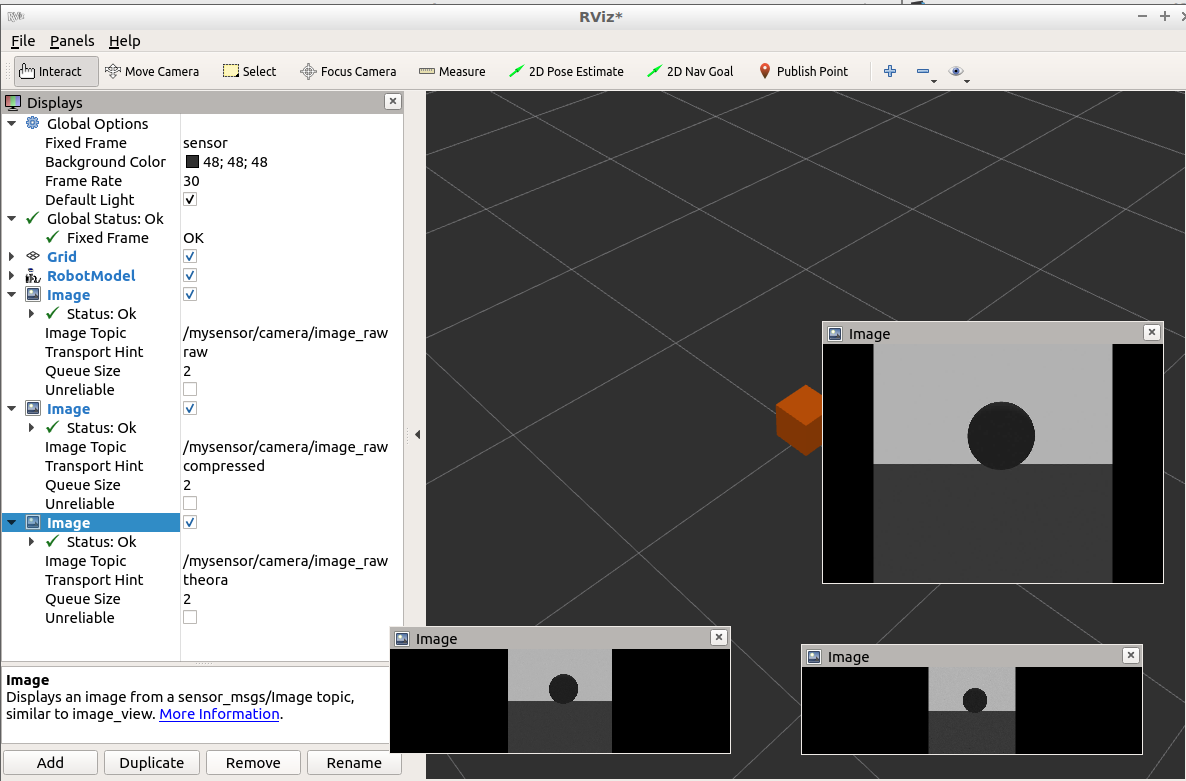 RViz*
File Panels Help
Interact Move Camera Select Focus Camera Measure 2D Pose Estimate 2D Nav Goal Publish Point
Displays
Global Options
Fixed Frame sensor
Background Color 48; 48; 48
Frame Rate 30
Default Light
Global Status: Ok
Fixed Frame OK
Grid
RobotModel
Image
Status: Ok
Image Topic /mysensor/camera/image_raw
Transport Hint raw
Queue Size 2
Unreliable
Image
Status: Ok
Image Topic /mysensor/camera/image_raw
Transport Hint compressed
Queue Size 2
Unreliable
Image
Status: Ok
Image Topic /mysensor/camera/image_raw
Transport Hint theora
Queue Size 2
Unreliable
Image
Displays an image from a sensor_msgs/Image topic,
similar to image_view. More Information.
Add Duplicate Remove Rename
Image
Image
Image